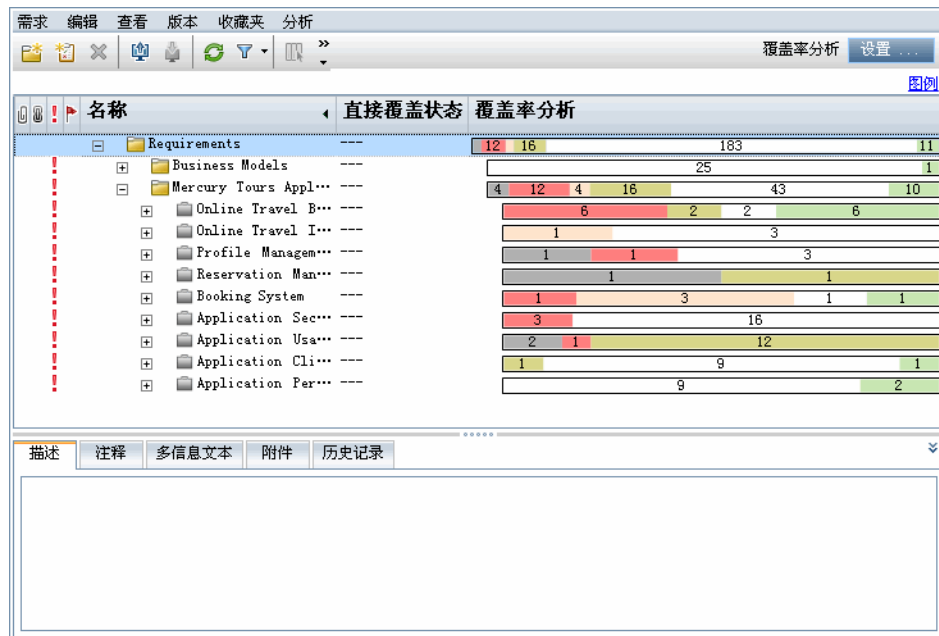 需求 编辑 查看 版本 收藏夹 分析
覆盖率分析 设置 ...
图例
名称 直接覆盖状态 覆盖率分析
Requirements --- 12 16 183 11
Business Models --- 25 1
Mercury Tours Appl... --- 4 12 4 16 43 10
Online Travel B... --- 6 2 2 6
Online Travel I... --- 1 3
Profile Managem... --- 1 1 3
Reservation Man... --- 1 1
Booking System --- 1 3 1 1
Application Sec... --- 3 16
Application Usa... --- 2 1 12
Application Cli... --- 1 9 1
Application Per... --- 9 2
描述 注释 多信息文本 附件 历史记录